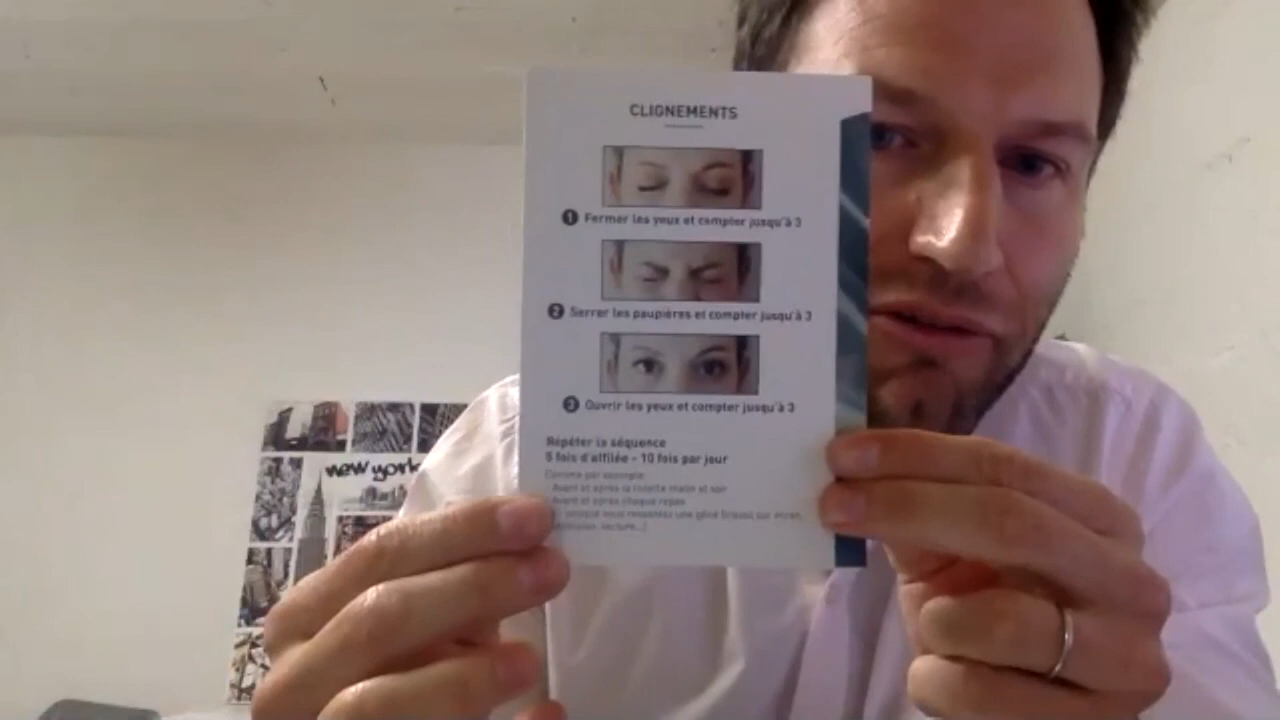 CLIGNEMENTS
1 Fermer les yeux et compter jusqu'à 3
2 Serrer les paupières et compter jusqu'à 3
3 Ouvrir les yeux et compter jusqu'à 3
Répéter la séquence
5 fois d'affilée - 10 fois par jour
Comme par exemple:
Avant et après la toilette matin et soir
Avant et après chaque repas
lorsque vous ressentez une gêne (travail sur écran,
lecture...)
new york